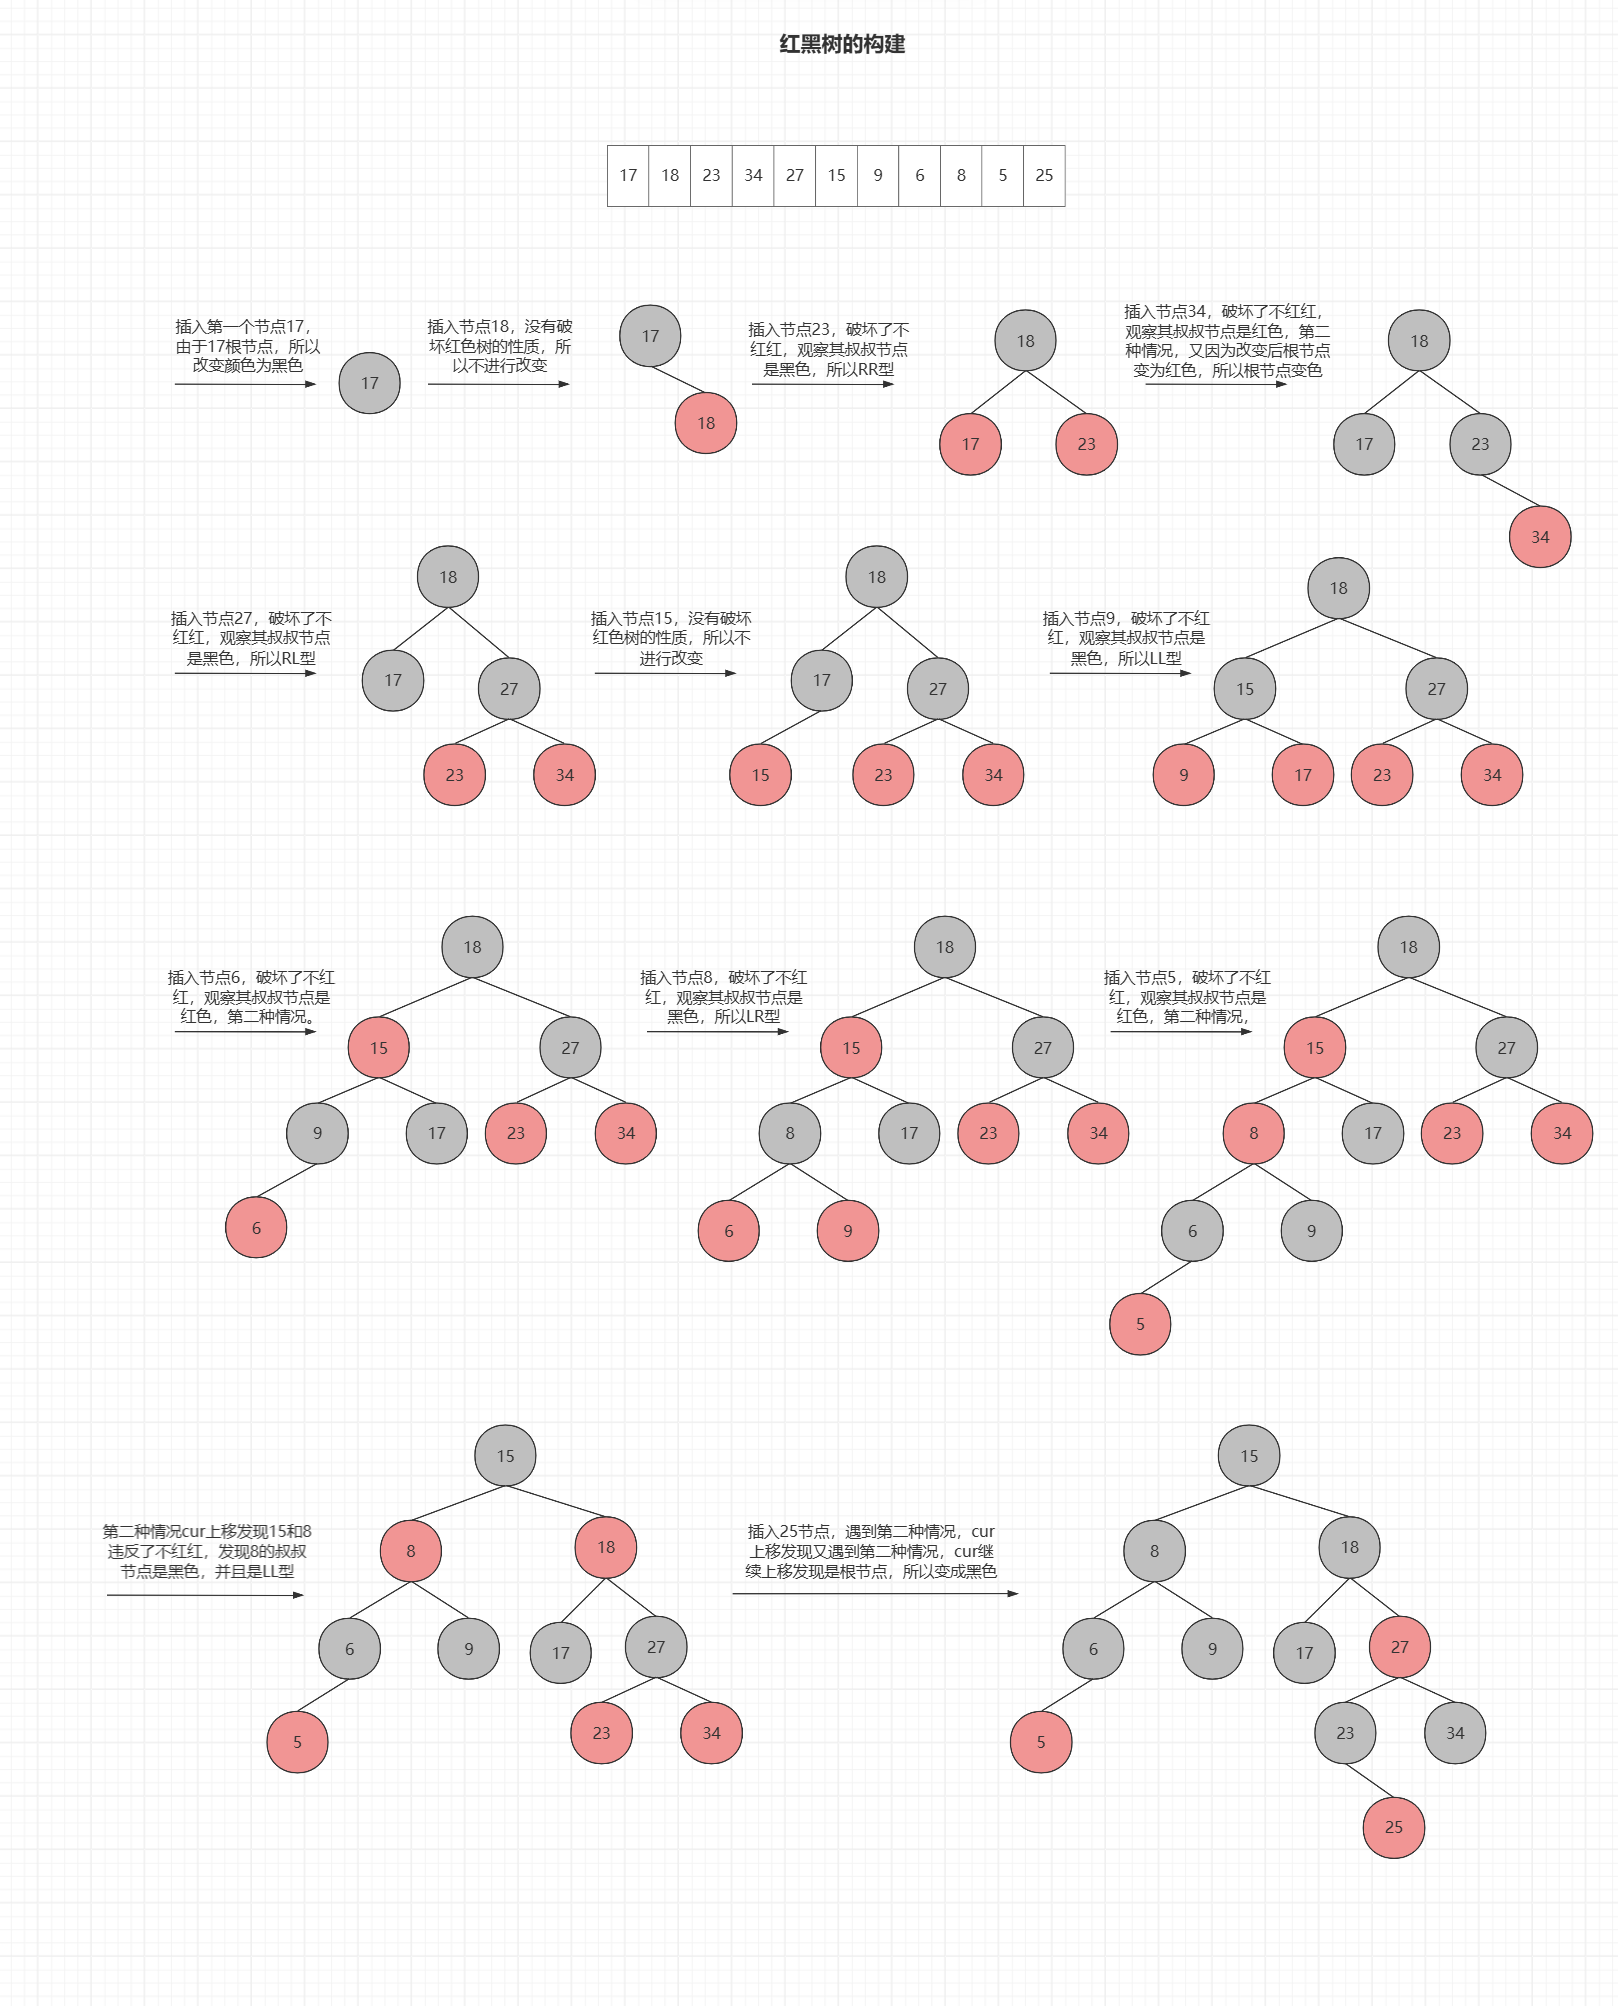 红黑树的构建
17 18 23 34 27 15 9 6 8 5 25
插入第一个节点17，
由于17根节点，所以
改变颜色为黑色
17
插入节点18，没有破
坏红色树的性质，所
以不进行改变
17
18
插入节点23，破坏了不
红红，观察其叔叔节点
是黑色，所以RR型
18
17 23
插入节点34，破坏了不红红，
观察其叔叔节点是红色，第二
种情况，又因为改变后根节点
变为红色，所以根节点变色
18
17 23
34
插入节点27，破坏了不
红红，观察其叔叔节点
是黑色，所以RL型
18
17 27
23 34
插入节点15，没有破坏
红色树的性质，所以不
进行改变
18
17 27
15 23 34
插入节点9，破坏了不红
红，观察其叔叔节点是
黑色，所以LL型
18
15 27
9 17 23 34
插入节点6，破坏了不红
红，观察其叔叔节点是
红色，第二种情况。
18
15 27
9 17 23 34
6
插入节点8，破坏了不红
红，观察其叔叔节点是
黑色，所以LR型
18
15 27
8 17 23 34
6 9
插入节点5，破坏了不红
红，观察其叔叔节点是
红色，第二种情况，
18
15 27
8 17 23 34
6 9
5
第二种情况cur上移发现15和8
违反了不红红，发现8的叔叔
节点是黑色，并且是LL型
15
8 18
6 9 17 27
5 23 34
插入25节点，遇到第二种情况，cur
上移发现又遇到第二种情况，cur继
续上移发现是根节点，所以变成黑色
15
8 18
6 9 17 27
5 23 34
25